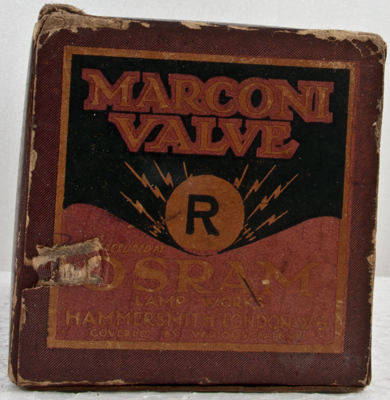 MARCONI
VALVE
R
OSRAM
LAMP WORKS
HAMMERSMITH, LONDON, W.6